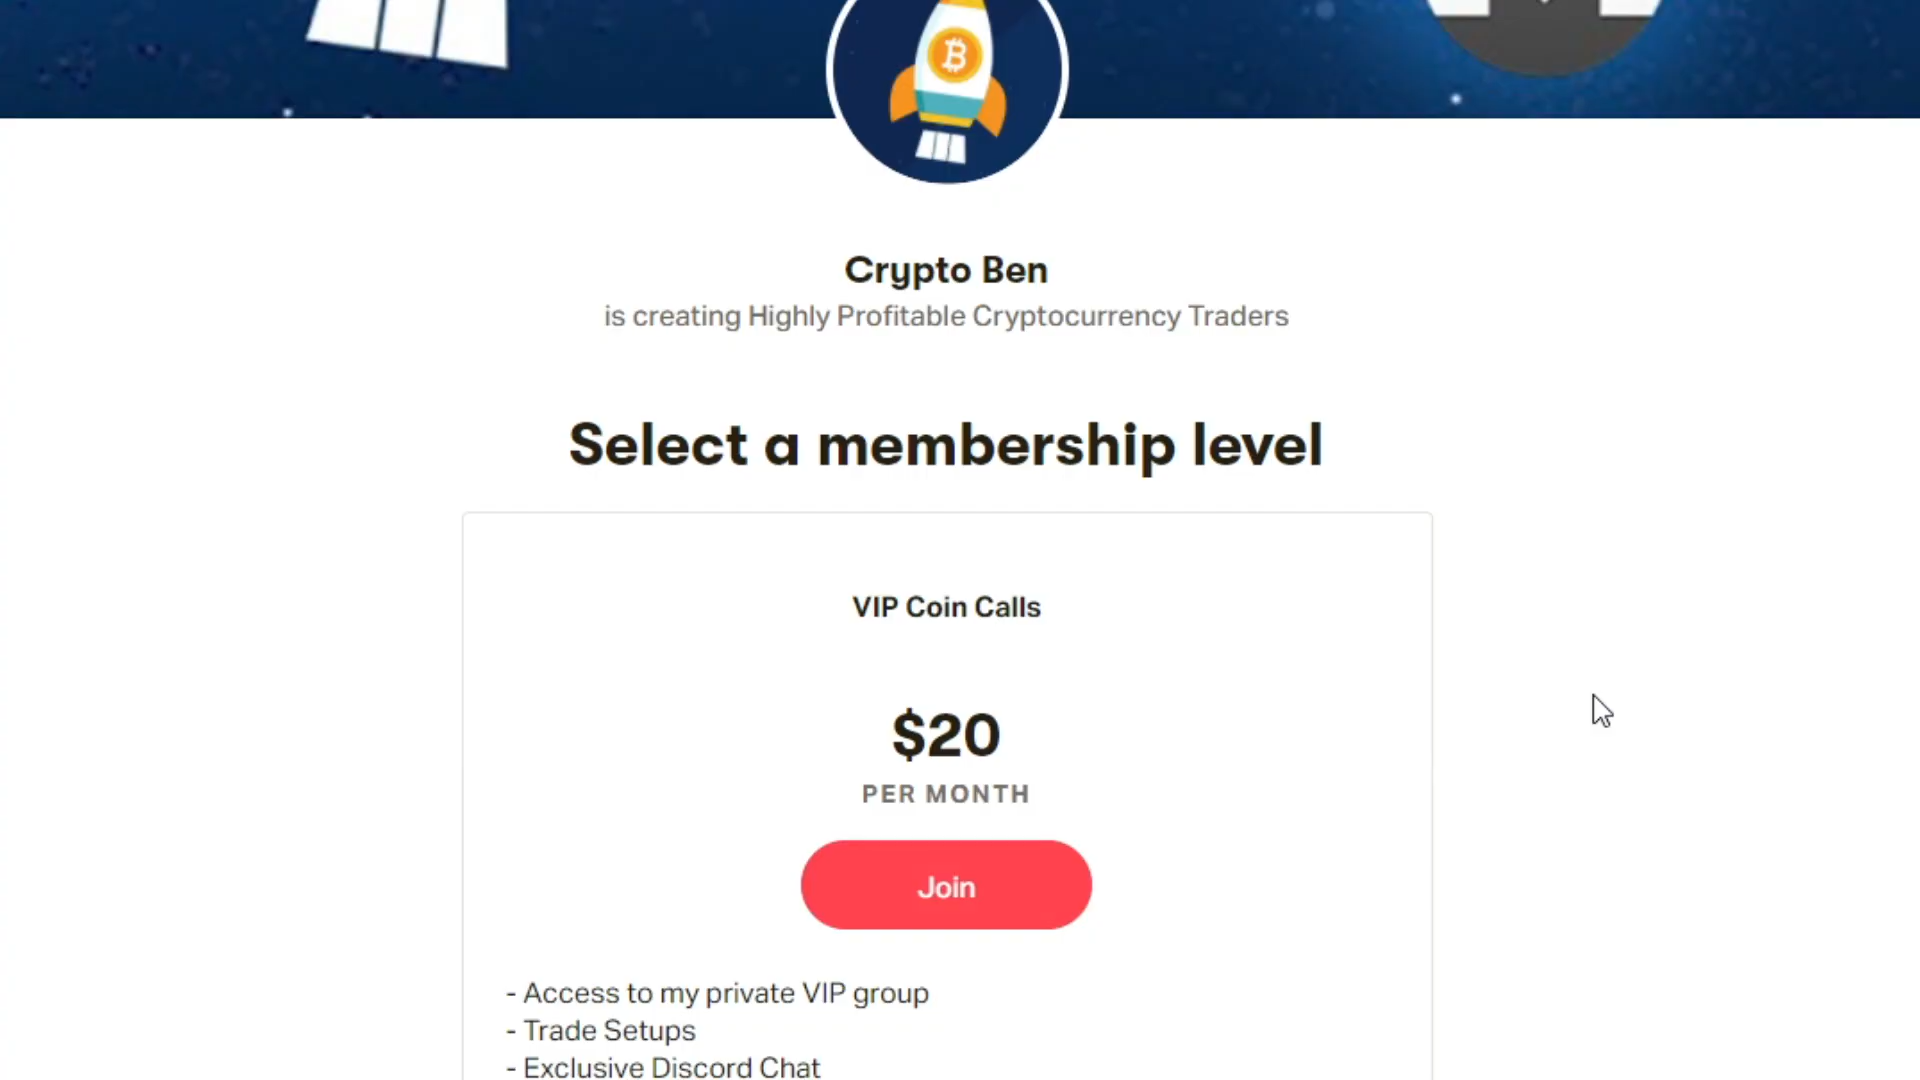 Crypto Ben
is creating Highly Profitable Cryptocurrency Traders
Select a membership level
VIP Coin Calls
$20
PER MONTH
Join
- Access to my private VIP group
- Trade Setups
- Exclusive Discord Chat